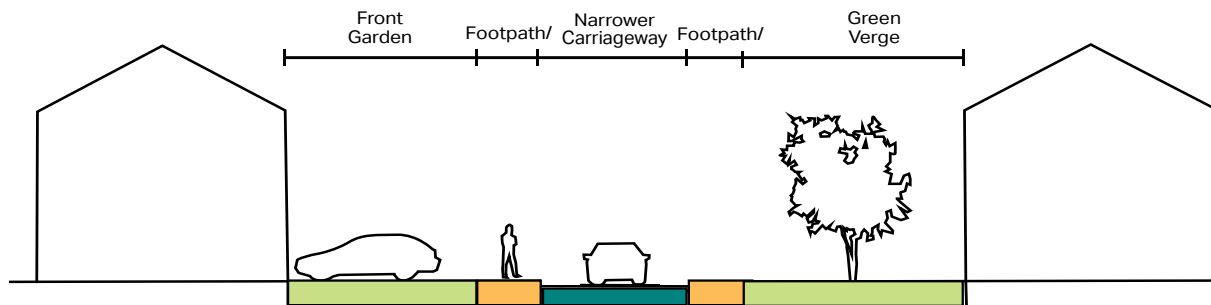 Front
Garden
Footpath/
Narrower
Carriageway
Footpath/
Green
Verge